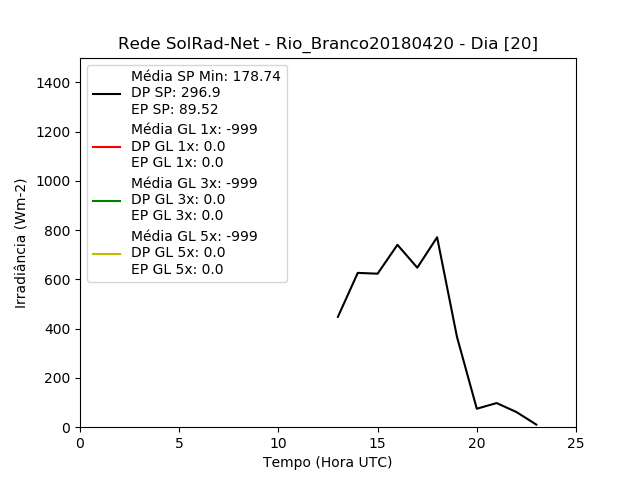 Rede SolRad-Net - Rio_Branco20180420 - Dia [20]
Média SP Min: 178.74
DP SP: 296.9
EP SP: 89.52
Média GL 1x: -999
DP GL 1x: 0.0
EP GL 1x: 0.0
Média GL 3x: -999
DP GL 3x: 0.0
EP GL 3x: 0.0
Média GL 5x: -999
DP GL 5x: 0.0
EP GL 5x: 0.0
Irradiância (Wm-2)
1400
1200
1000
800
600
400
200
0
0 5 10 15 20 25
Tempo (Hora UTC)